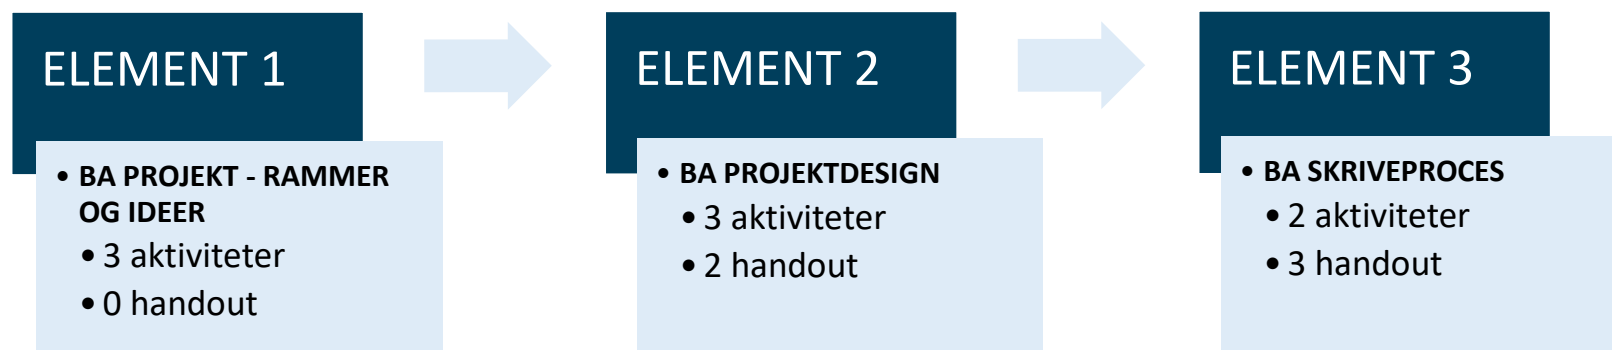 ELEMENT 1
• BA PROJEKT - RAMMER
OG IDEER
• 3 aktiviteter
• 0 handout
ELEMENT 2
• BA PROJEKTDESIGN
• 3 aktiviteter
• 2 handout
ELEMENT 3
• BA SKRIVEPROCES
• 2 aktiviteter
• 3 handout